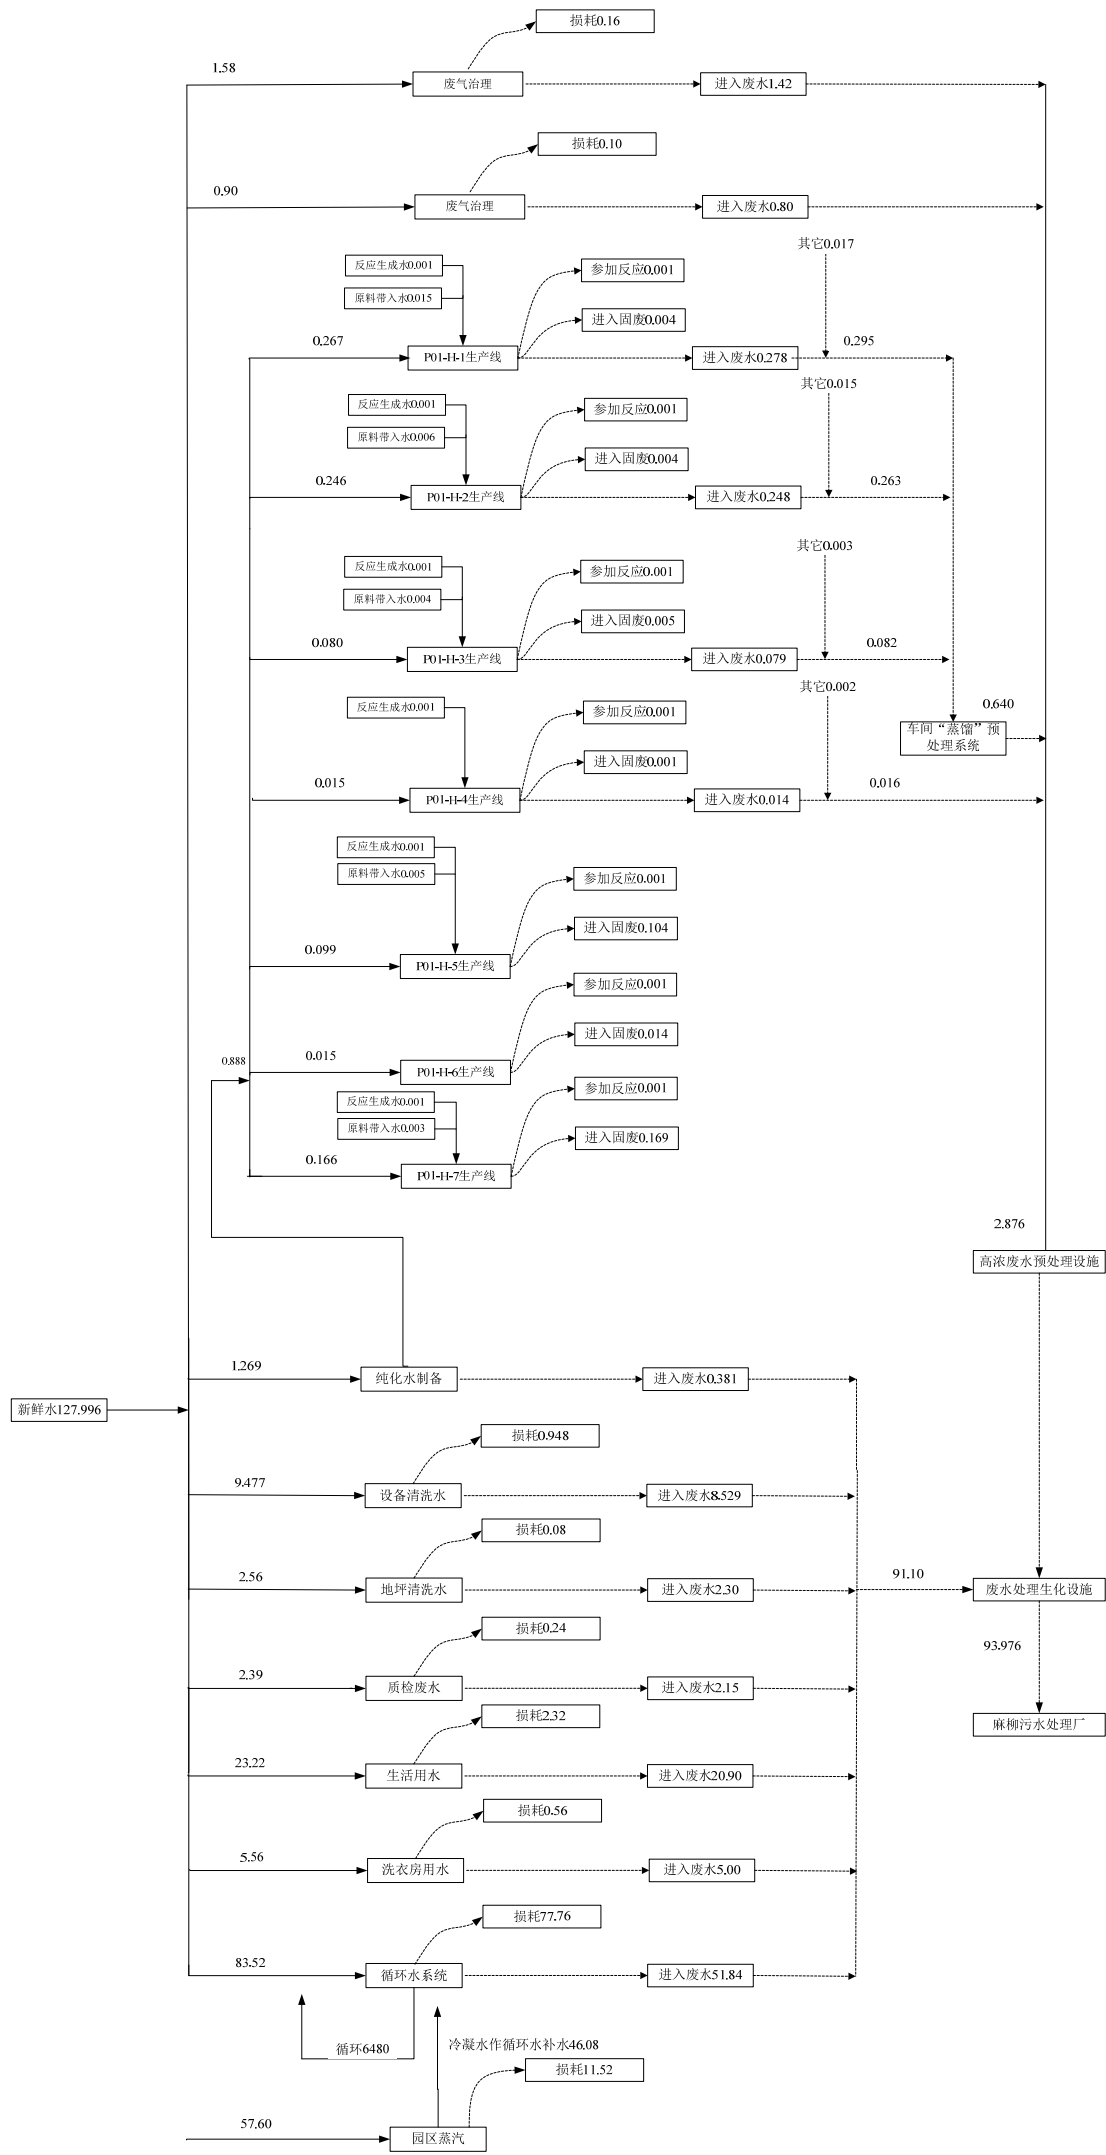 损耗0.16
1.58
废气治理
进入废水1.42
损耗0.10
0.90
废气治理
进入废水0.80
其它0.017
反应生成水0.001
参加反应0.001
原料带入水0.015
进入固废0.004
0.267
P01-H-1生产线
进入废水0.278
0.295
其它0.015
反应生成水0.001
参加反应0.001
原料带入水0.006
进入固废0.004
0.246
P01-H-2生产线
进入废水0.248
0.263
其它0.003
反应生成水0.001
参加反应0.001
原料带入水0.004
进入固废0.005
0.080
P01-H-3生产线
进入废水0.079
0.082
其它0.002
反应生成水0.001
参加反应0.001
0.640
车间“蒸馏”预
处理系统
进入固废0.001
0.015
P01-H-4生产线
进入废水0.014
0.016
反应生成水0.001
原料带入水0.005
参加反应0.001
进入固废0.104
0.099
P01-H-5生产线
参加反应0.001
进入固废0.014
0.888
0.015
P01-H-6生产线
参加反应0.001
反应生成水0.001
原料带入水0.003
进入固废0.169
0.166
P01-H-7生产线
2.876
高浓废水预处理设施
1.269
纯化水制备
进入废水0.381
新鲜水127.996
损耗0.948
9.477
设备清洗水
进入废水8.529
损耗0.08
2.56
地坪清洗水
进入废水2.30
91.10
废水处理生化设施
损耗0.24
93.976
2.39
质检废水
进入废水2.15
损耗2.32
麻柳污水处理厂
23.22
生活用水
进入废水20.90
损耗0.56
5.56
洗衣房用水
进入废水5.00
损耗77.76
83.52
循环水系统
进入废水51.84
循环6480
冷凝水作循环水补水46.08
损耗11.52
57.60
园区蒸汽